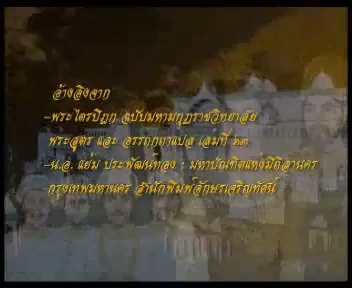 อ้างอิงจาก
-พระไตรปิฎก ฉบับมหามกุฏราชวิทยาลัย
พระสูตร และ อรรถกถาแปล เล่มที่ ๖๓
-น.อ. แย้ม ประพัฒน์ทอง : มหาบัณฑิตแห่งมิถิลานคร
กรุงเทพมหานคร สำนักพิมพ์อักษรเจริญทัศน์